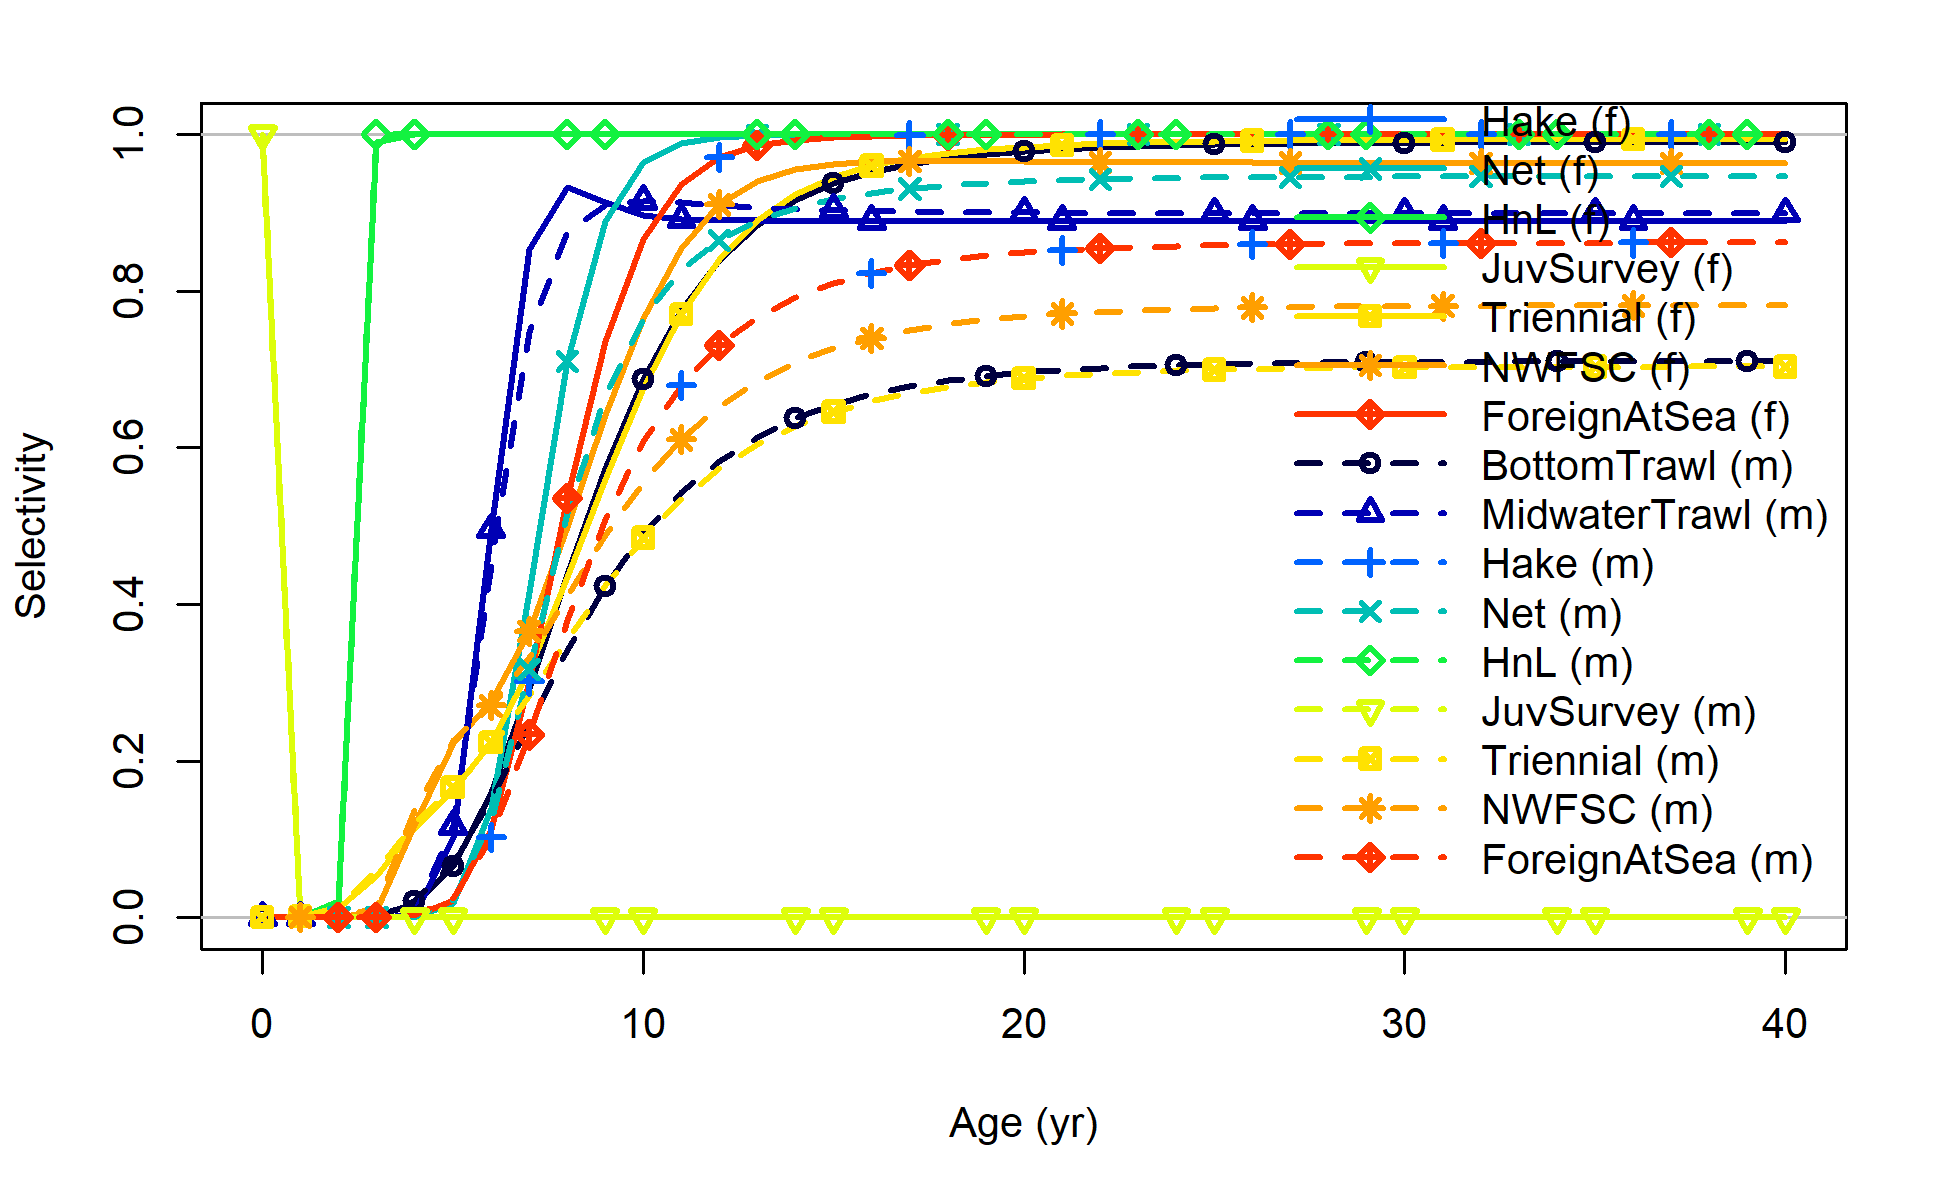 Selectivity
1.0
0.8
0.6
0.4
0.2
0.0
0 10 20 30 40
Age (yr)
Hake (f)
Net (f)
HnL (f)
JuvSurvey (f)
Triennial (f)
NWFSC (f)
ForeignAtSea (f)
BottomTrawl (m)
MidwaterTrawl (m)
Hake (m)
Net (m)
HnL (m)
JuvSurvey (m)
Triennial (m)
NWFSC (m)
ForeignAtSea (m)